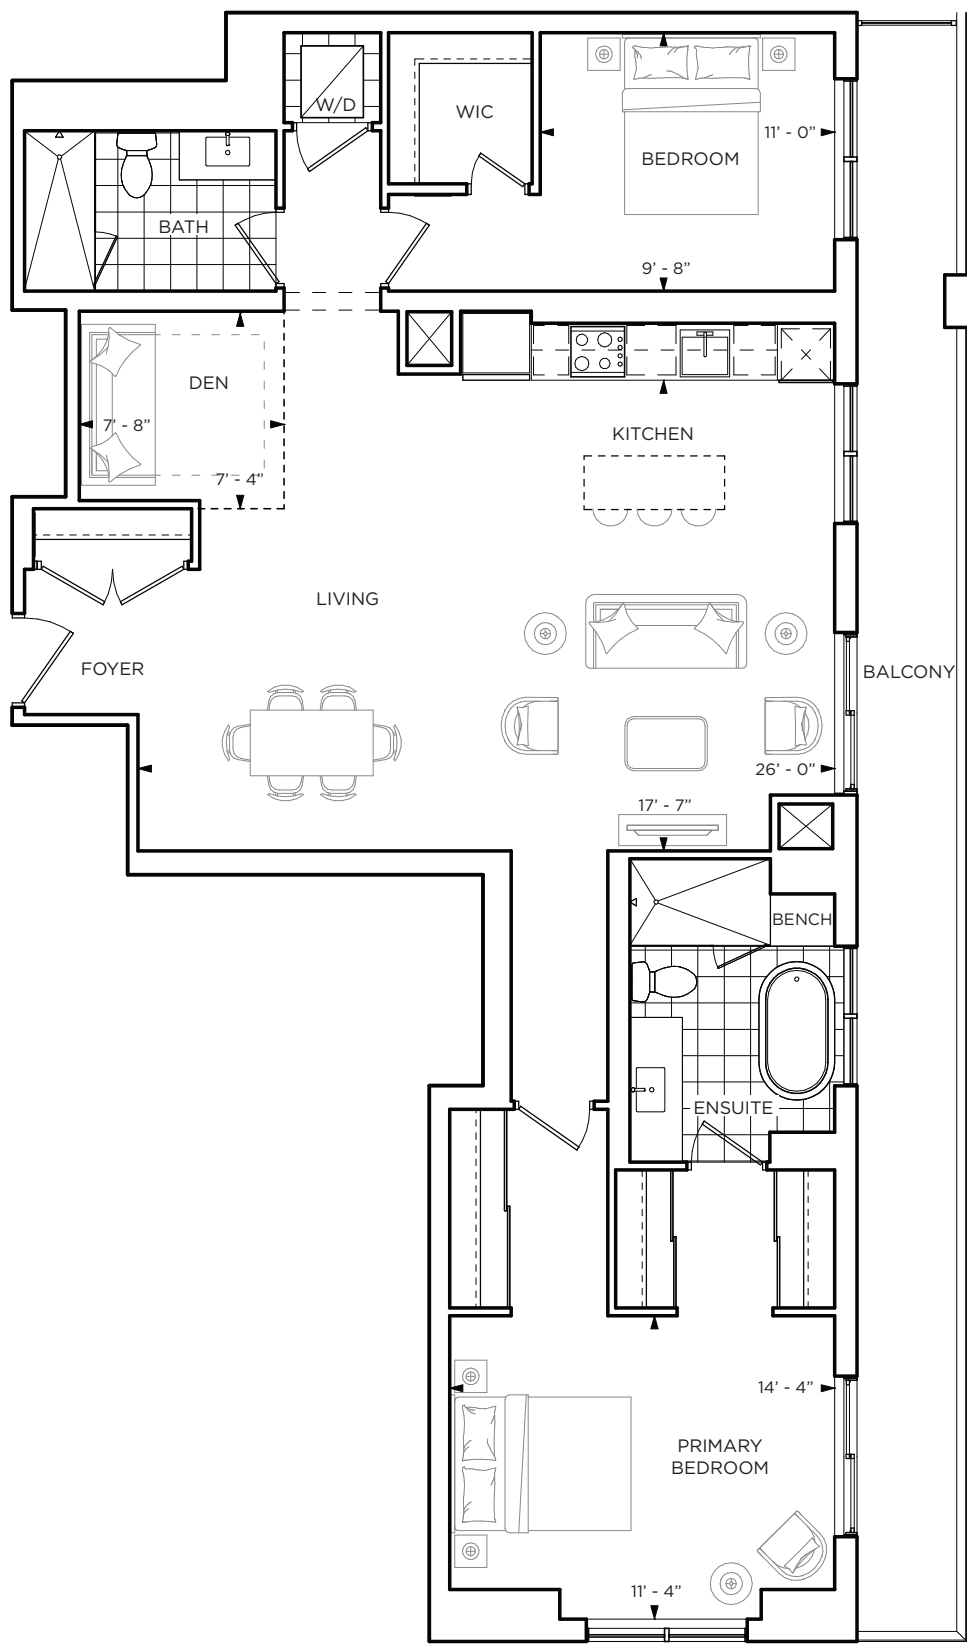 W/D
WIC
11' - 0”
BEDROOM
BATH
9' - 8”
DEN
7' - 8”
KITCHEN
7' - 4”
LIVING
FOYER
BALCONY
26' - 0”
17' - 7”
BENCH
ENSUITE
14' - 4”
PRIMARY
BEDROOM
11' - 4”